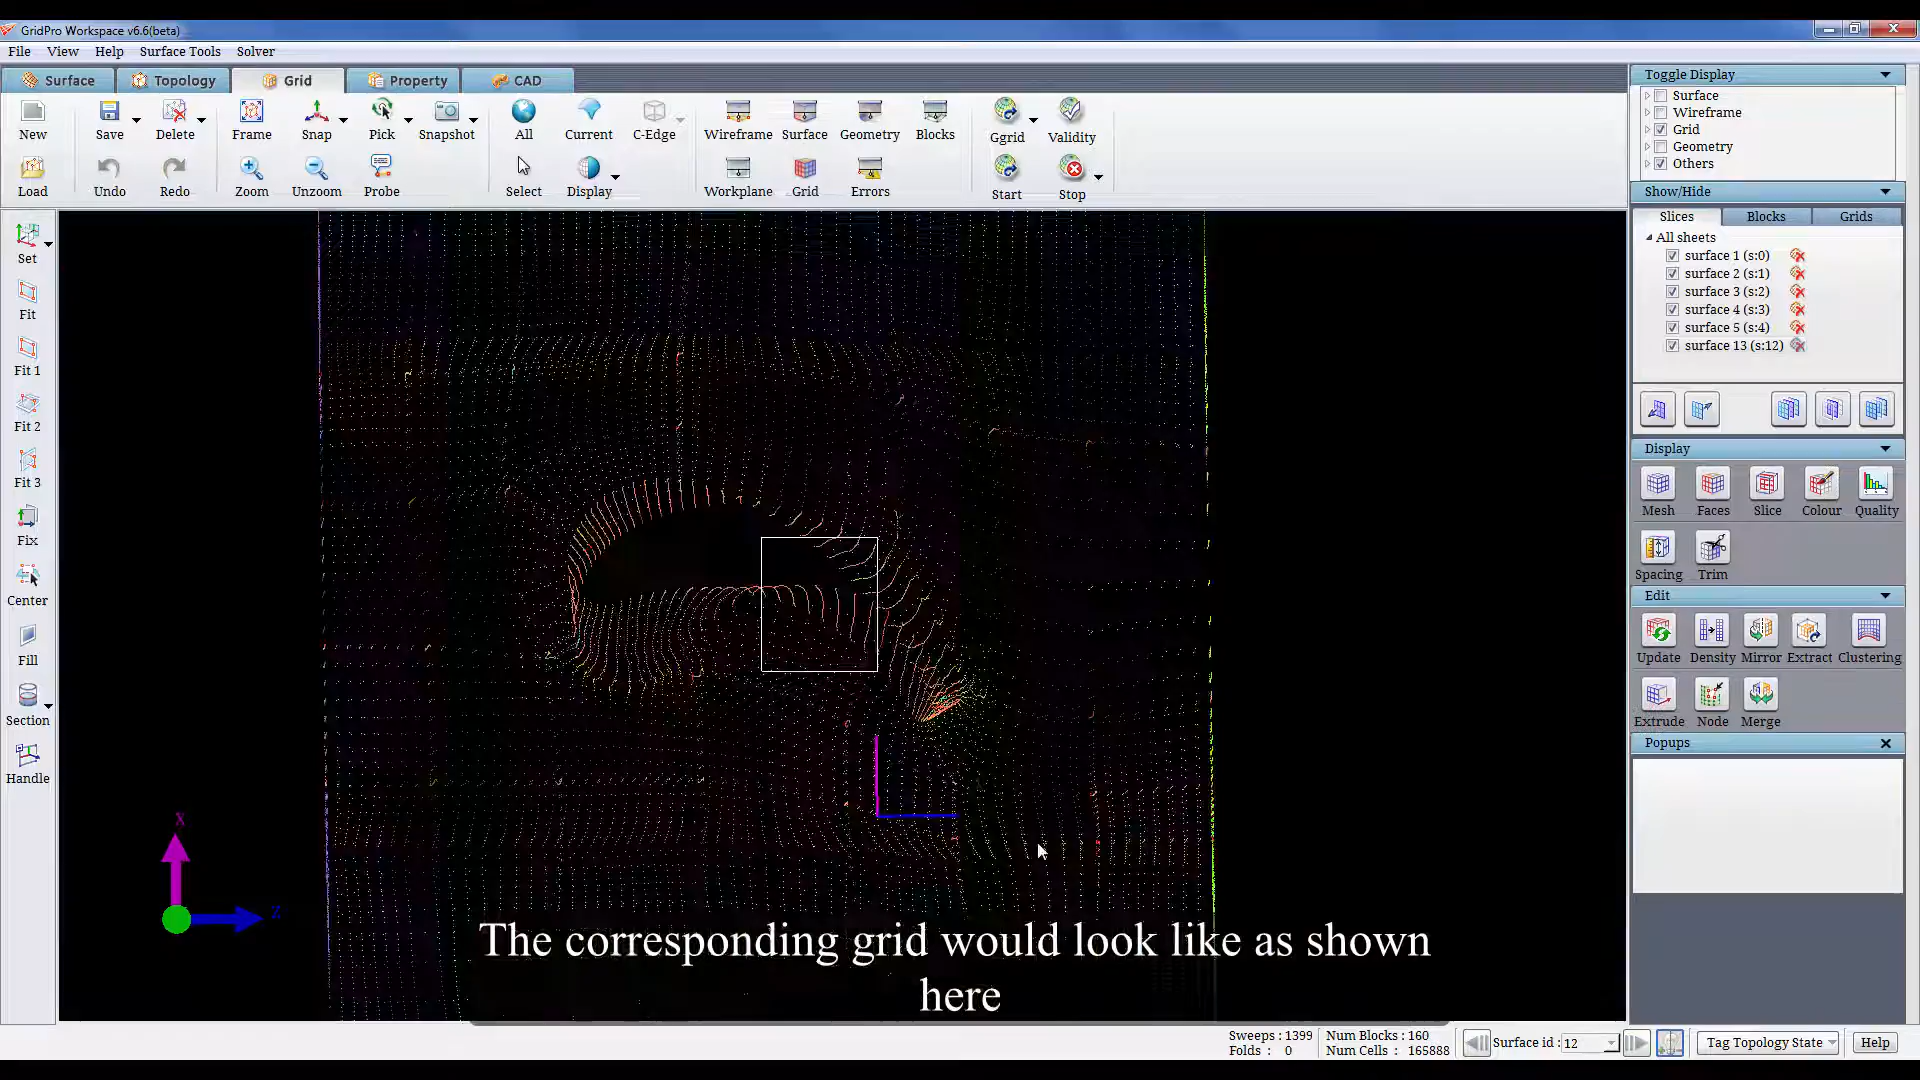 GridPro Workspace v6.6(beta)
File View Help Surface Tools Solver
Surface Topology Grid Property CAD
New Save Delete Frame Snap Pick Snapshot All Current C-Edge Wireframe Surface Geometry Blocks Ggrid Validity
Load Undo Redo Zoom Unzoom Probe Select Display Workplane Grid Errors Start Stop
Set
Fit
Fit 1
Fit 2
Fit 3
Fix
Center
Fill
Section
Handle
X
Z
The corresponding grid would look like as shown
here
Toggle Display
Surface
Wireframe
Grid
Geometry
Others
Show/Hide
Slices Blocks Grids
All sheets
surface 1 (s:0)
surface 2 (s:1)
surface 3 (s:2)
surface 4 (s:3)
surface 5 (s:4)
surface 13 (s:12)
Display
Mesh Faces Slice Colour Quality
Spacing Trim
Edit
Update Density Mirror Extract Clustering
Extrude Node Merge
Popups
Sweeps : 1399 Num Blocks : 160
Folds : 0 Num Cells : 165888
Surface id : 12 Tag Topology State Help